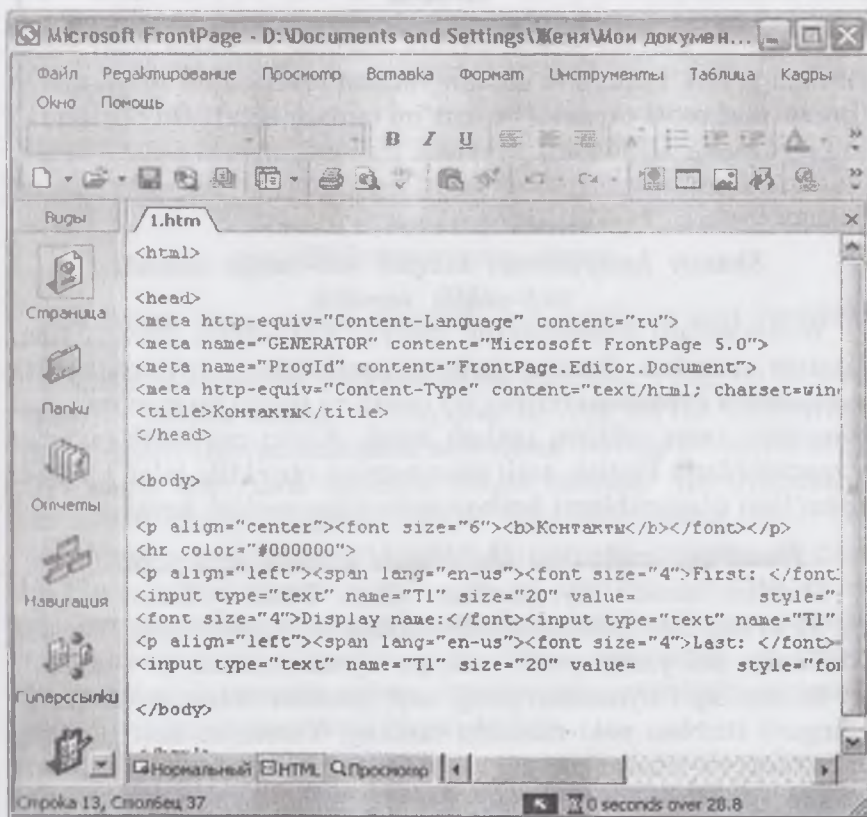 Microsoft FrontPage - D:\Documents and Settings\Женя\Мои докумен...
Файл Редактирование Просмотр Вставка Формат Инструменты Таблица Кадры
Окно Помощь
B I U
Виды
1.htm
Страница
Папки
Отчеты
Навигация
Гиперссылки
<html>
<head>
<meta http-equiv="Content-Language" content="ru">
<meta name="GENERATOR" content="Microsoft FrontPage 5.0">
<meta name="ProgId" content="FrontPage.Editor.Document">
<meta http-equiv="Content-Type" content="text/html; charset=win
<title>Контакты</title>
</head>
<body>
<p align="center"><font size="6"><b>Контакты</b></font></p>
<hr color="#000000">
<p align="left"><span lang="en-us"><font size="4">First: </font
<input type="text" name="T1" size="20" value= style="
<font size="4">Display name:</font><input type="text" name="T1"
<p align="left"><span lang="en-us"><font size="4">Last: </font>
<input type="text" name="T1" size="20" value= style="fon
</body>
Нормальный HTML Просмотр
Строка 13, Столбец 37 0 seconds over 28.8